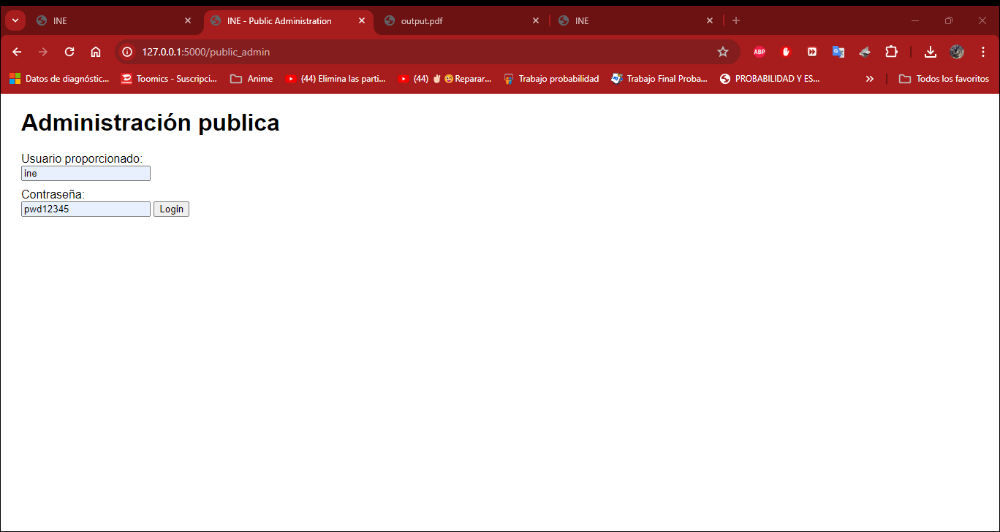 INE
INE - Public Administration
output.pdf
INE
127.0.0.1:5000/public_admin
ABP
Datos de diagnóstic...
Toomics - Suscripci...
Anime
(44) Elimina las parti...
(44) ✌😉Reparar...
Trabajo probabilidad
Trabajo Final Proba...
PROBABILIDAD Y ES...
»
Todos los favoritos
Administración publica
Usuario proporcionado:
ine
Contraseña:
pwd12345 Login